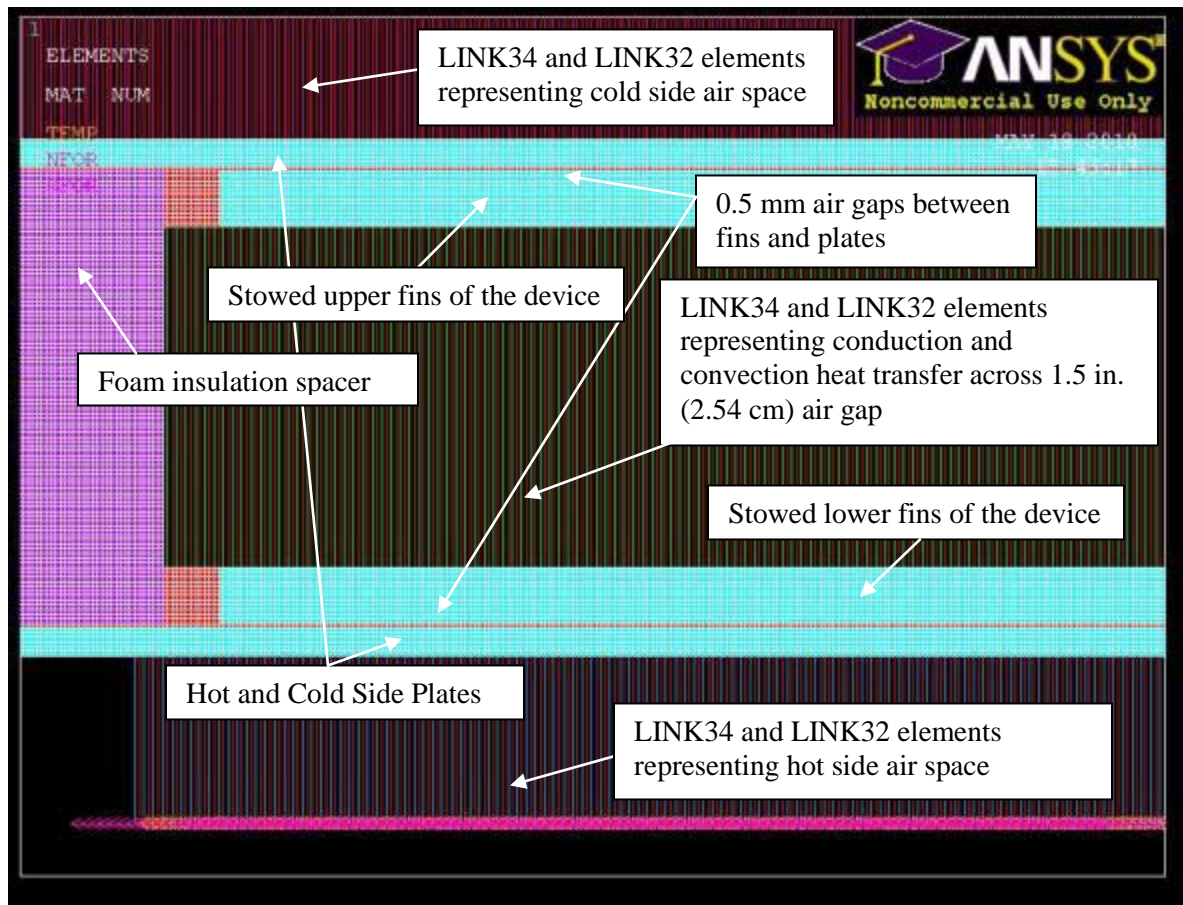 1
ELEMENTS
MAT NUM
TEMP
NFOR
LINK34 and LINK32 elements
representing cold side air space
ANSYS
Noncommercial Use Only
MAY 18 2010
0.5 mm air gaps between
fins and plates
Stowed upper fins of the device
LINK34 and LINK32 elements
representing conduction and
convection heat transfer across 1.5 in.
(2.54 cm) air gap
Foam insulation spacer
Stowed lower fins of the device
Hot and Cold Side Plates
LINK34 and LINK32 elements
representing hot side air space